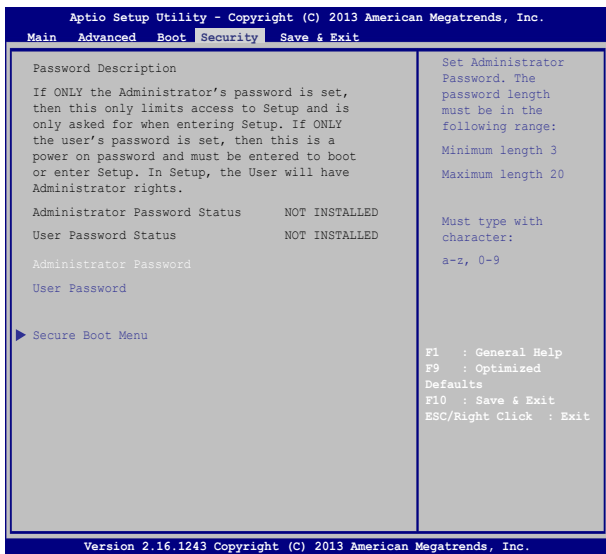 Aptio Setup Utility - Copyright (C) 2013 American Megatrends, Inc.
Main Advanced Boot Security Save & Exit
Password Description
If ONLY the Administrator's password is set,
then this only limits access to Setup and is
only asked for when entering Setup. If ONLY
the user's password is set, then this is a
power on password and must be entered to boot
or enter Setup. In Setup, the User will have
Administrator rights.
Administrator Password Status NOT INSTALLED
User Password Status NOT INSTALLED
Administrator Password
User Password
Secure Boot Menu
Set Administrator
Password. The
password length
must be in the
following range:
Minimum length 3
Maximum length 20
Must type with
character:
a-z, 0-9
F1 : General Help
F9 : Optimized
Defaults
F10 : Save & Exit
ESC/Right Click : Exit
Version 2.16.1243 Copyright (C) 2013 American Megatrends, Inc.